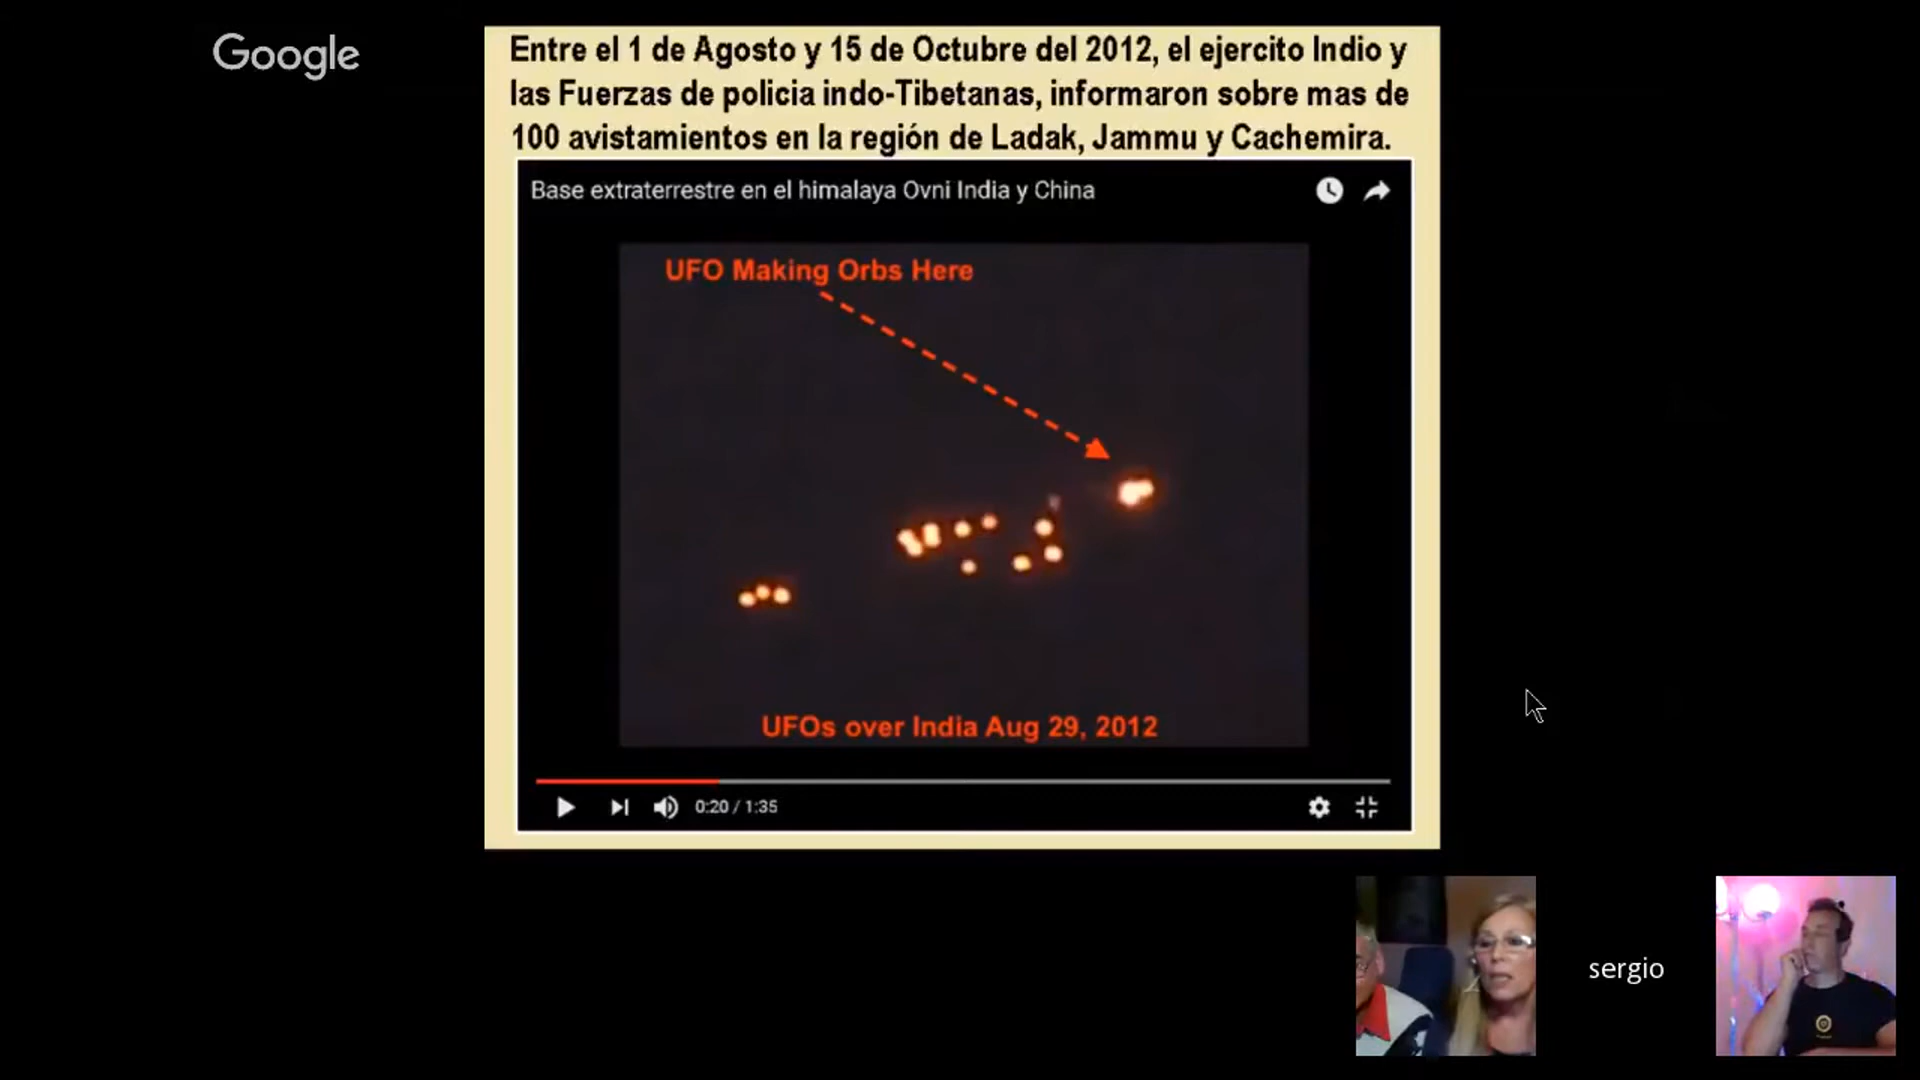 Google
Entre el 1 de Agosto y 15 de Octubre del 2012, el ejercito Indio y
las Fuerzas de policia indo-Tibetanas, informaron sobre mas de
100 avistamientos en la región de Ladak, Jammu y Cachemira.
Base extraterrestre en el himalaya Ovni India y China
UFO Making Orbs Here
UFOs over India Aug 29, 2012
0:20 / 1:35
sergio